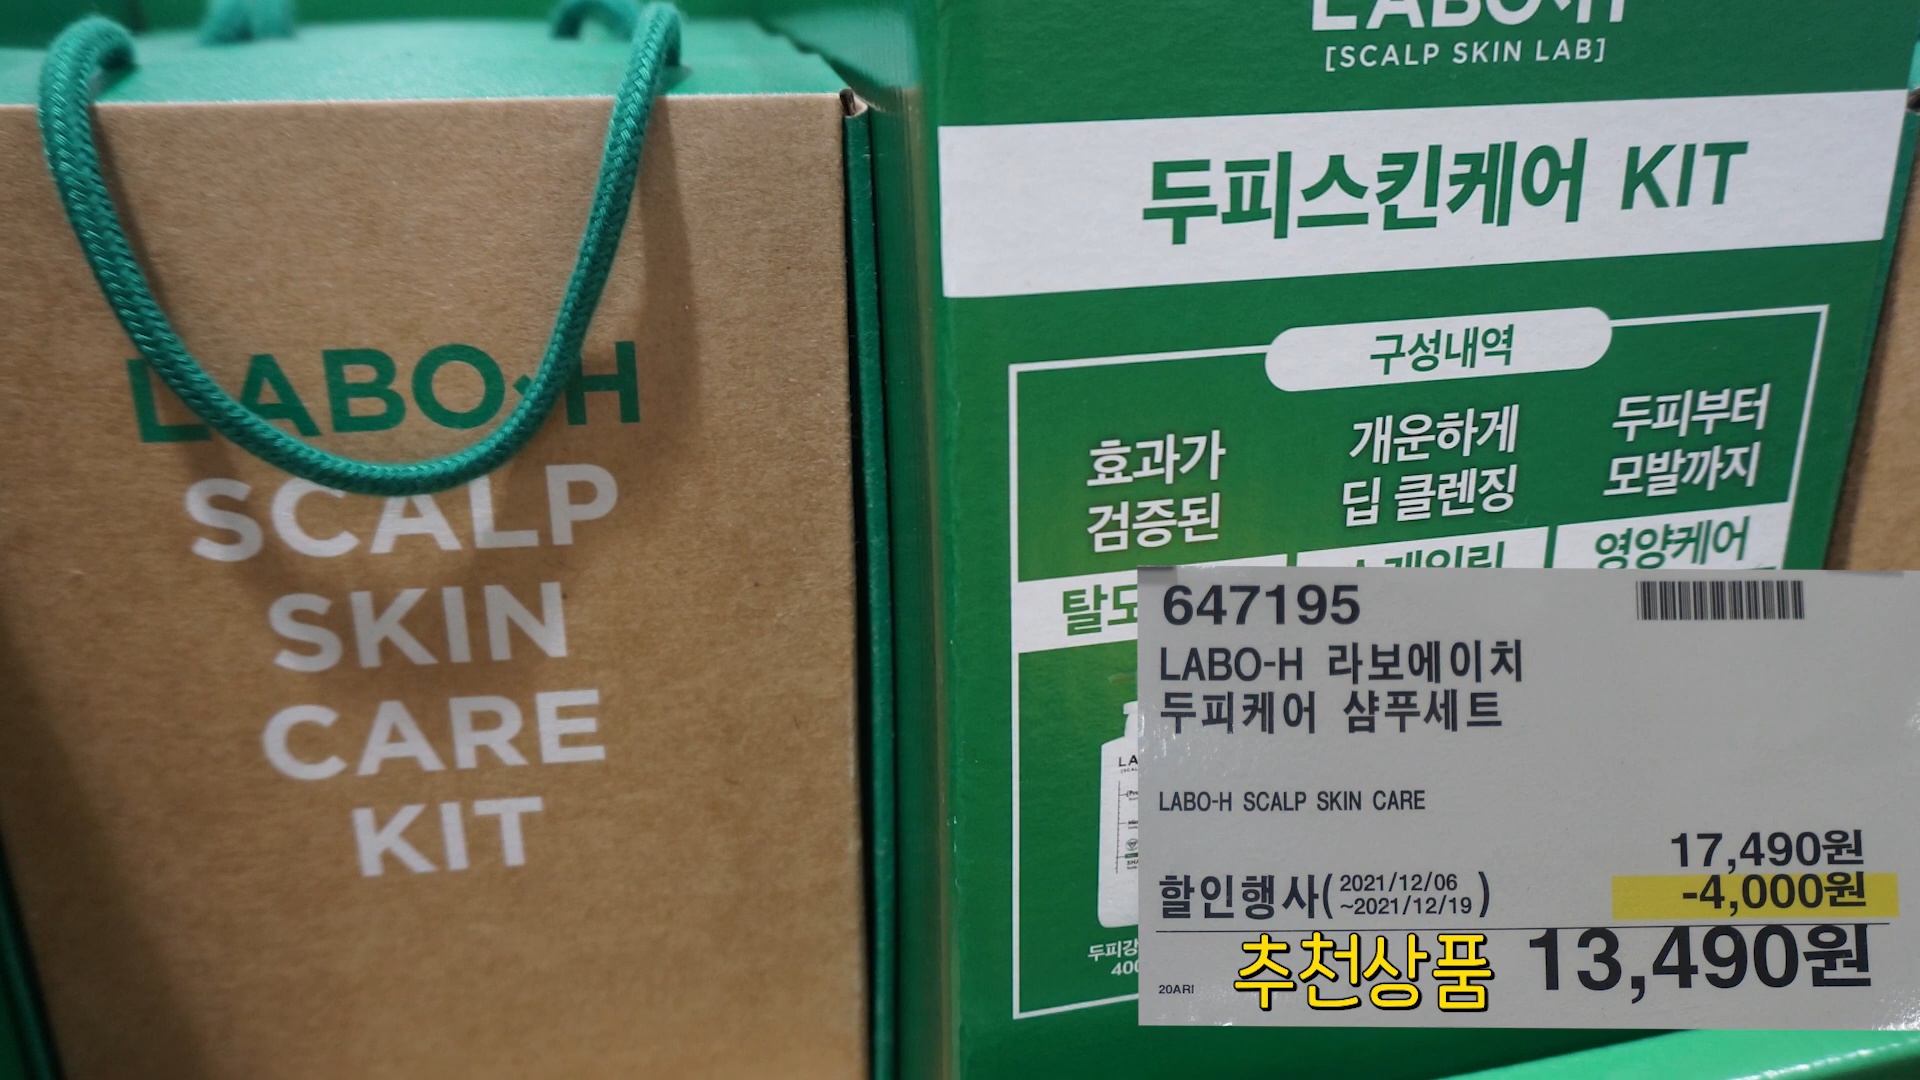 LABO-H
SCALP
SKIN
CARE
KIT
LABO-H
[SCALP SKIN LAB]
두피스킨케어 KIT
구성내역
효과가
검증된
개운하게
딥 클렌징
두피부터
모발까지
영양케어
647195
LABO-H 라보에이치
두피케어 샴푸세트
LABO-H SCALP SKIN CARE
17,490원
할인행사(2021/12/06
~2021/12/19)
-4,000원
13,490원
추천상품
20ARI